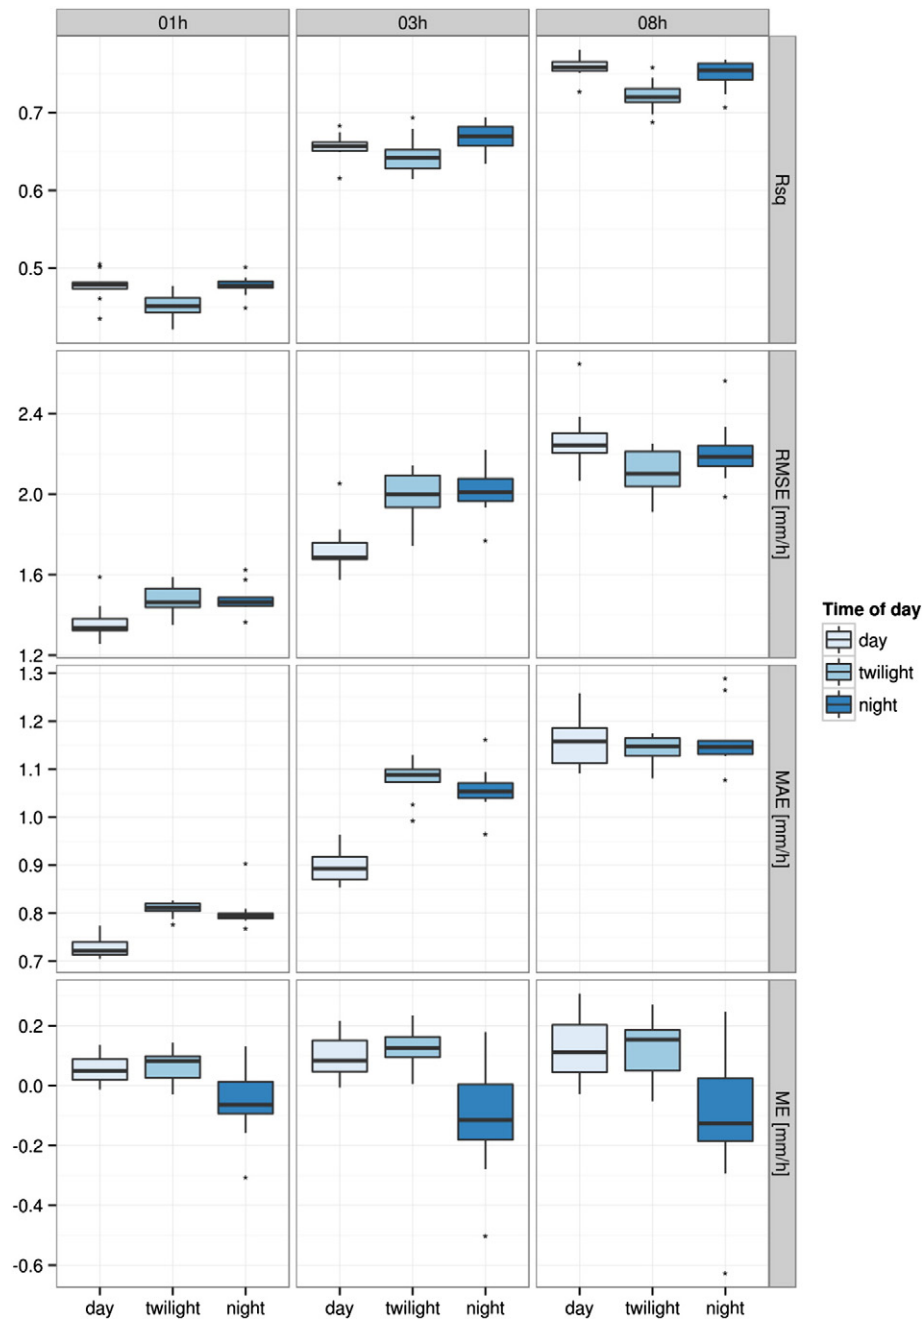 01h 03h 08h
0.7
0.6
0.5
Rsq
2.4
2.0
1.6
1.2
RMSE [mm/h]
1.3
1.2
1.1
1.0
0.9
0.8
0.7
MAE [mm/h]
0.2
0.0
-0.2
-0.4
-0.6
ME [mm/h]
day twilight night day twilight night day twilight night
Time of day
day
twilight
night